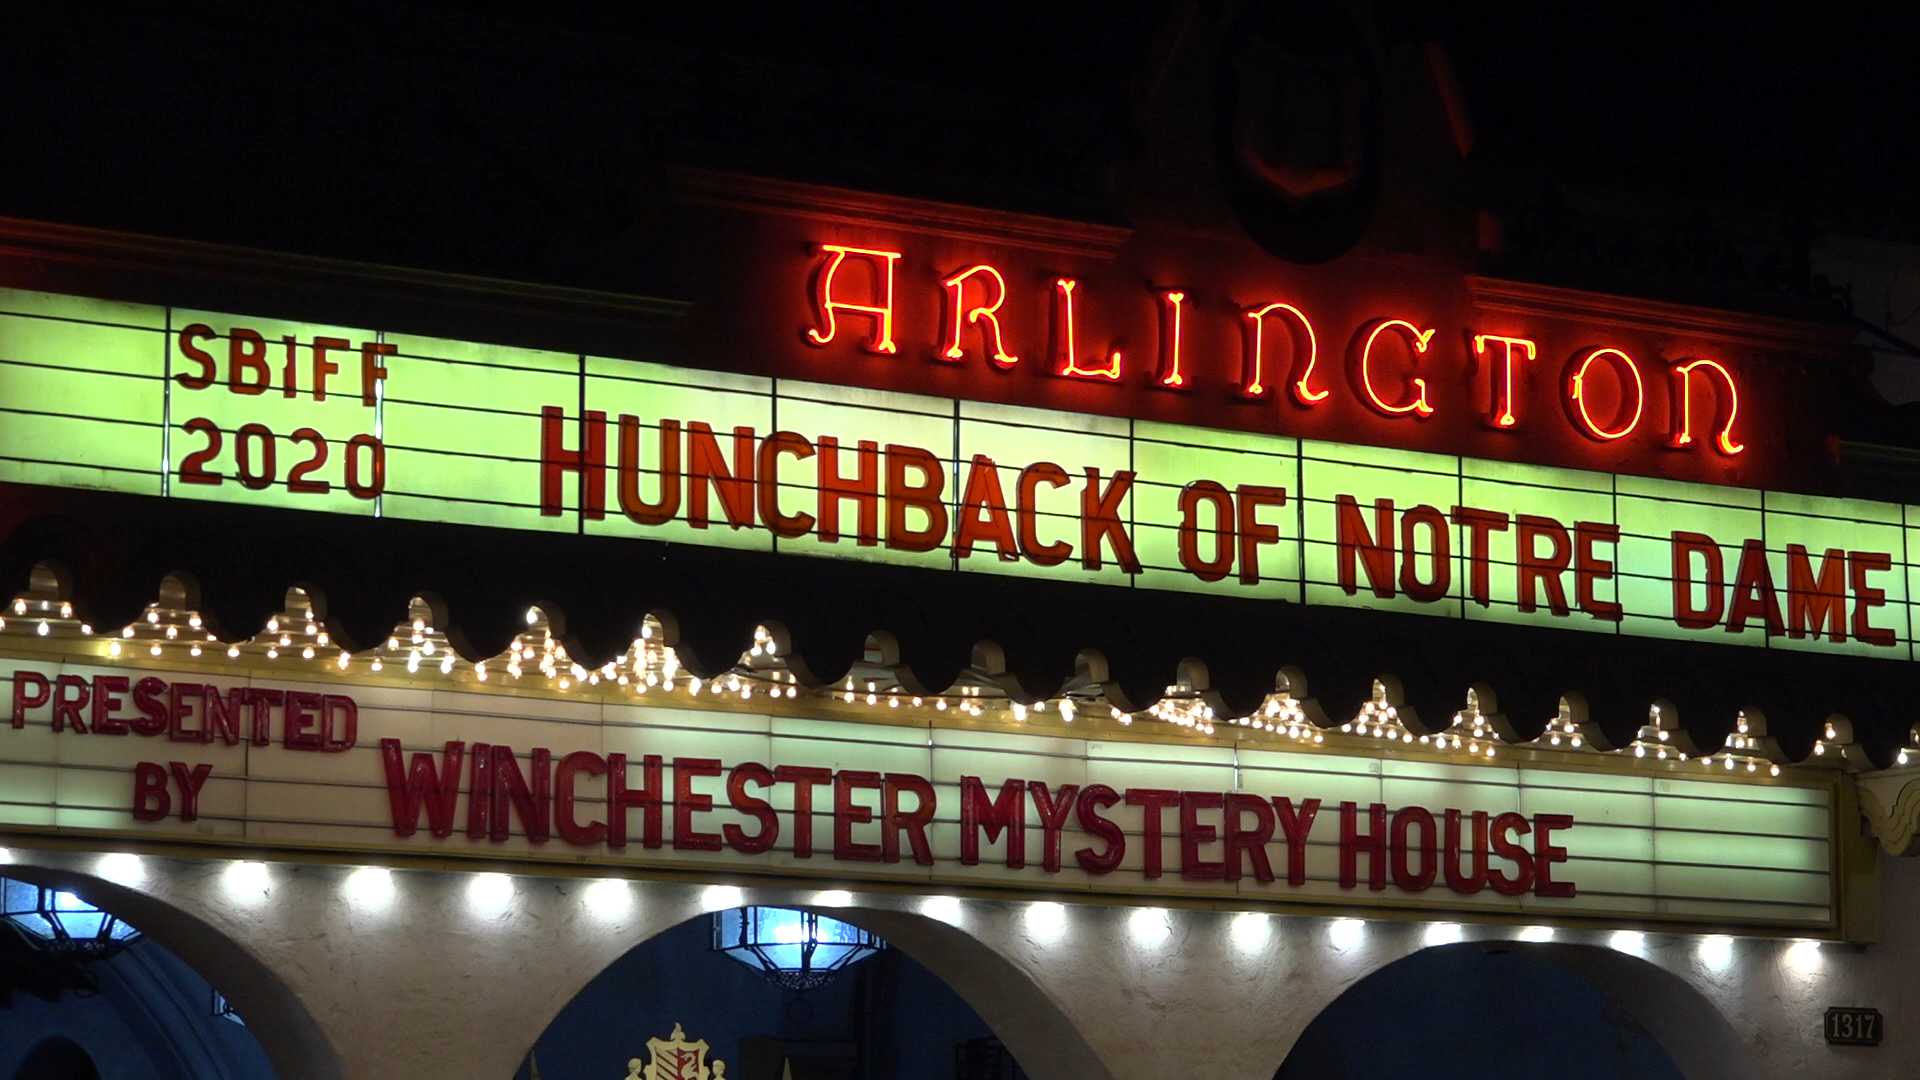 ARLINGTON
SBIFF
2020
HUNCHBACK OF NOTRE DAME
PRESENTED
BY
WINCHESTER MYSTERY HOUSE
1317